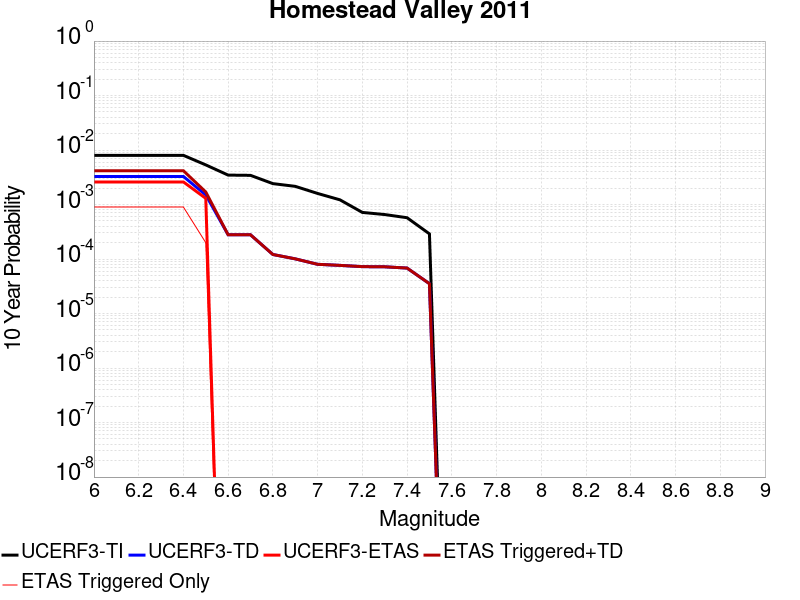 Homestead Valley 2011
10 Year Probability
10^0
10^-1
10^-2
10^-3
10^-4
10^-5
10^-6
10^-7
10^-8
6 6.2 6.4 6.6 6.8 7 7.2 7.4 7.6 7.8 8 8.2 8.4 8.6 8.8 9
Magnitude
UCERF3-TI UCERF3-TD UCERF3-ETAS ETAS Triggered+TD
ETAS Triggered Only